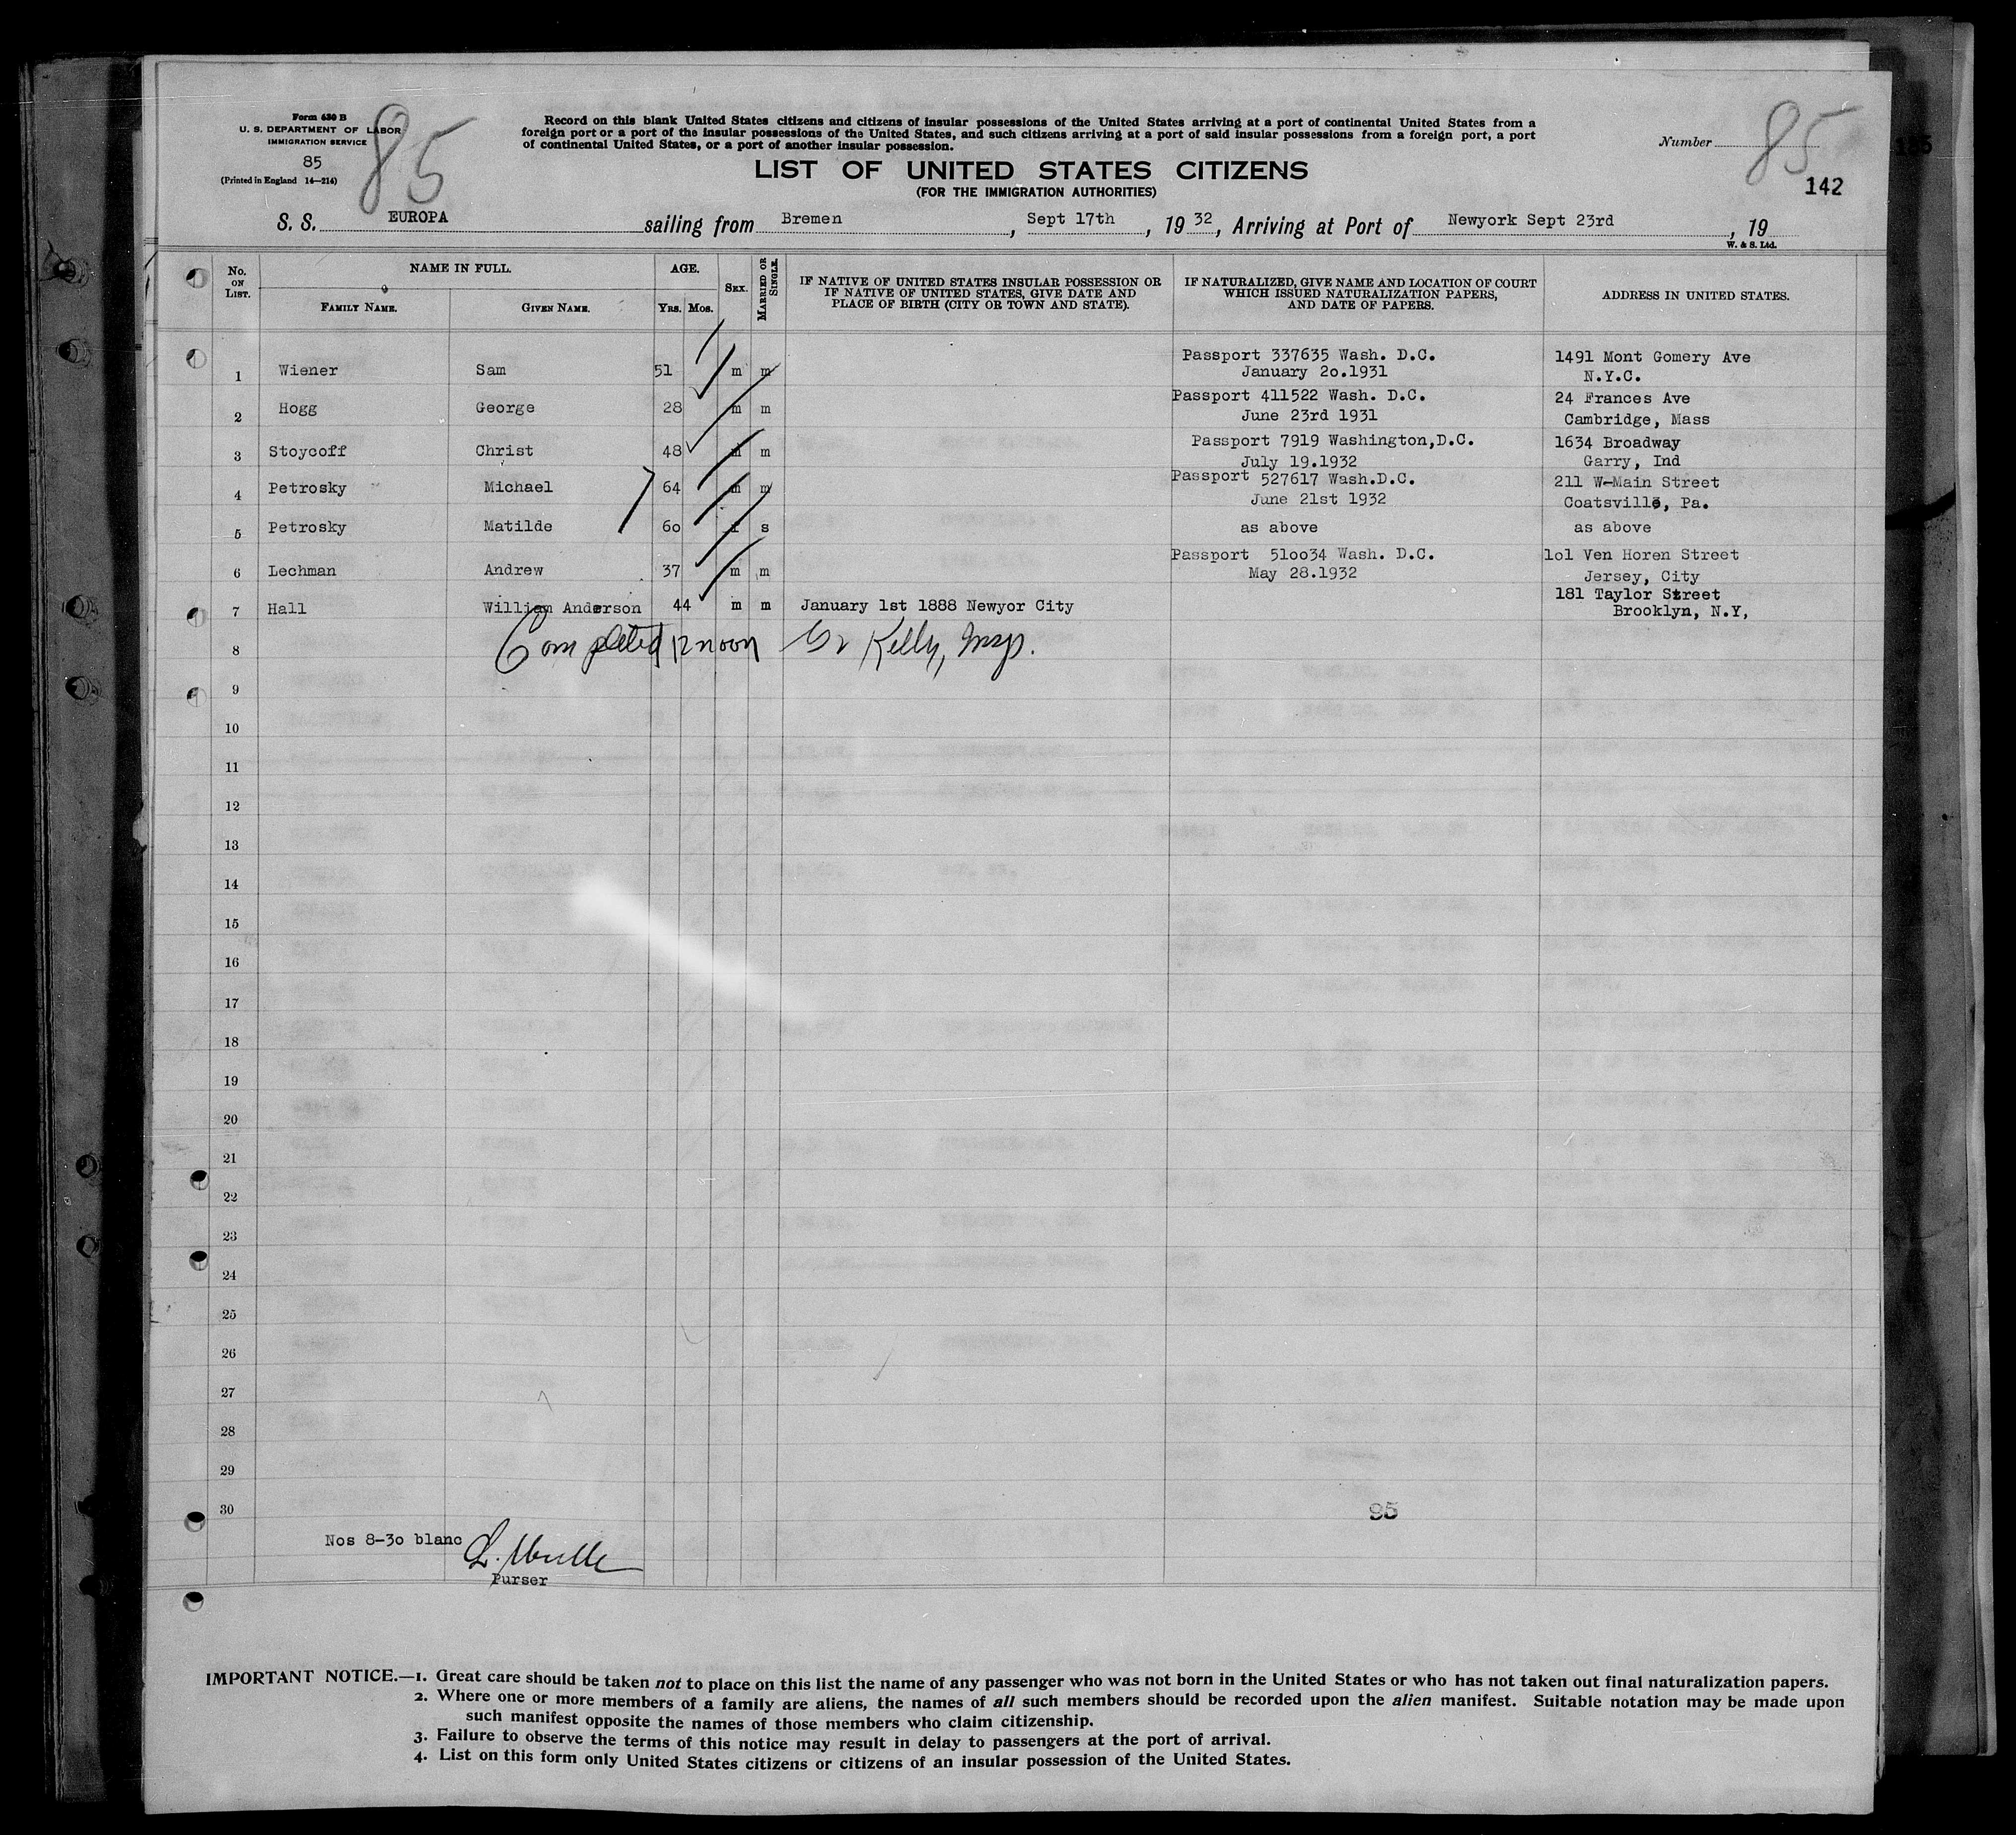 Form 630 B
U. S. DEPARTMENT OF LABOR
IMMIGRATION SERVICE
85
(Printed in England 14—214)
85
Record on this blank United States citizens and citizens of insular possessions of the United States arriving at a port of continental United States from a
foreign port or a port of the insular possessions of the United States, and such citizens arriving at a port of said insular possessions from a foreign port, a port
of continental United States, or a port of another insular possession.
Number 85
142
LIST OF UNITED STATES CITIZENS
(FOR THE IMMIGRATION AUTHORITIES)
S. S. EUROPA sailing from Bremen, Sept 17th, 19 32, Arriving at Port of Newyork Sept 23rd, 19
W. & S. Ltd.
No. ON LIST. NAME IN FULL. FAMILY NAME. GIVEN NAME. AGE. YRS. MOS. SEX. MARRIED OR SINGLE. IF NATIVE OF UNITED STATES INSULAR POSSESSION OR IF NATIVE OF UNITED STATES, GIVE DATE AND PLACE OF BIRTH (CITY OR TOWN AND STATE). IF NATURALIZED, GIVE NAME AND LOCATION OF COURT WHICH ISSUED NATURALIZATION PAPERS, AND DATE OF PAPERS. ADDRESS IN UNITED STATES.
1 Wiener Sam 51 m m Passport 337635 Wash. D.C. 1491 Mont Gomery Ave
January 2o.1931 N.Y.C.
2 Hogg George 28 m m Passport 411522 Wash. D.C. 24 Frances Ave
June 23rd 1931 Cambridge, Mass
3 Stoycoff Christ 48 m m Passport 7919 Washington,D.C. 1634 Broadway
July 19.1932 Garry, Ind
4 Petrosky Michael 64 m m Passport 527617 Wash.D.C. 211 W-Main Street
June 21st 1932 Coatsville, Pa.
5 Petrosky Matilde 6o f s as above as above
6 Lechman Andrew 37 m m Passport 51oo34 Wash. D.C. lol Ven Horen Street
May 28.1932 Jersey, City
7 Hall William Anderson 44 m m January 1st 1888 Newyor City 181 Taylor Street
Brooklyn, N.Y,
8 Completed 12 noon Kelly, Insp.
9
10
11
12
13
14
15
16
17
18
19
20
21
22
23
24
25
26
27
28
29
30
95
Nos 8-3o blanc
Purser
IMPORTANT NOTICE.—1. Great care should be taken not to place on this list the name of any passenger who was not born in the United States or who has not taken out final naturalization papers.
2. Where one or more members of a family are aliens, the names of all such members should be recorded upon the alien manifest. Suitable notation may be made upon
such manifest opposite the names of those members who claim citizenship.
3. Failure to observe the terms of this notice may result in delay to passengers at the port of arrival.
4. List on this form only United States citizens or citizens of an insular possession of the United States.